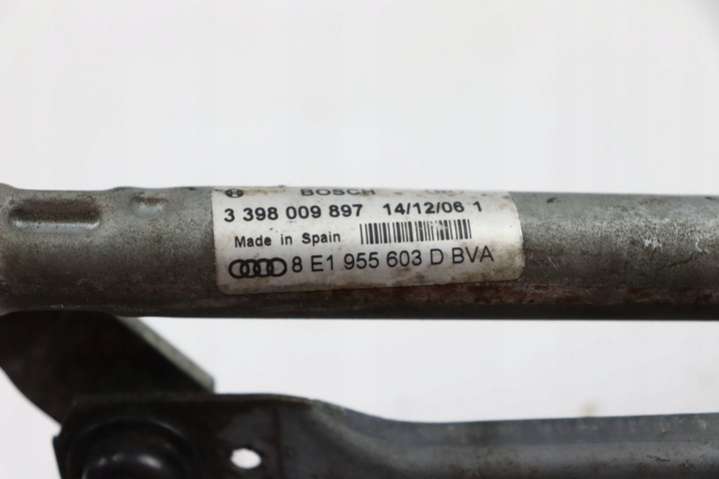 BOSCH
3 398 009 897 14/12/06 1
Made in Spain
8 E1 955 603 D BVA